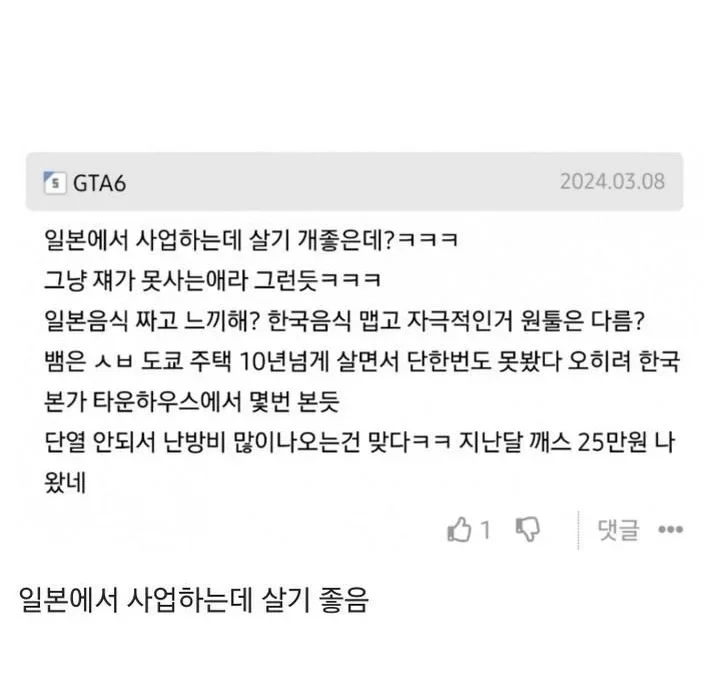 GTA6
2024.03.08
일본에서 사업하는데 살기 개좋은데?ㅋㅋㅋ
그냥 쟤가 못사는애라 그런듯ㅋㅋㅋ
일본음식 짜고 느끼해? 한국음식 맵고 자극적인거 원툴은 다름?
뱀은 ㅅㅂ 도쿄 주택 10년넘게 살면서 단한번도 못봤다 오히려 한국
본가 타운하우스에서 몇번 본듯
단열 안되서 난방비 많이나오는건 맞다ㅋㅋ 지난달 깨스 25만원 나
왔네
1
댓글
일본에서 사업하는데 살기 좋음